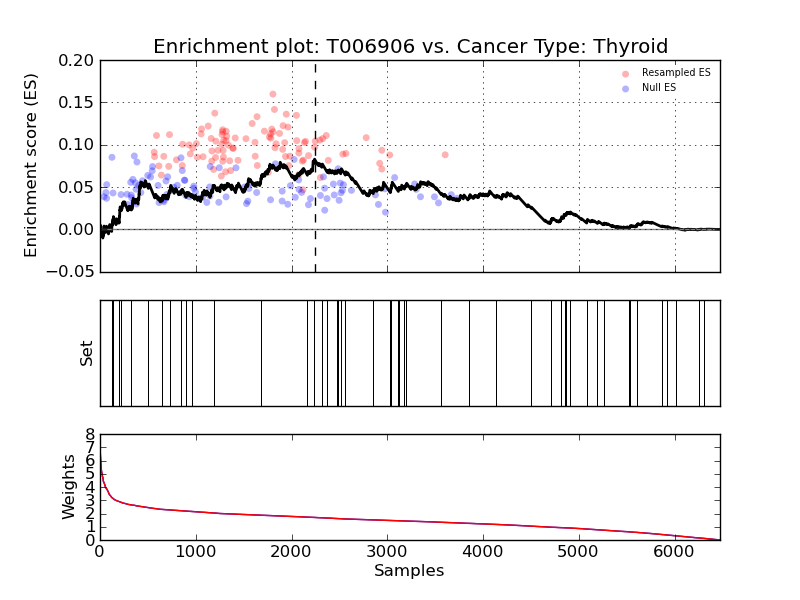 Enrichment plot: T006906 vs. Cancer Type: Thyroid
Enrichment score (ES)
0.20
0.15
0.10
0.05
0.00
−0.05
Resampled ES
Null ES
Set
Weights
8
7
6
5
4
3
2
1
0
0 1000 2000 3000 4000 5000 6000
Samples